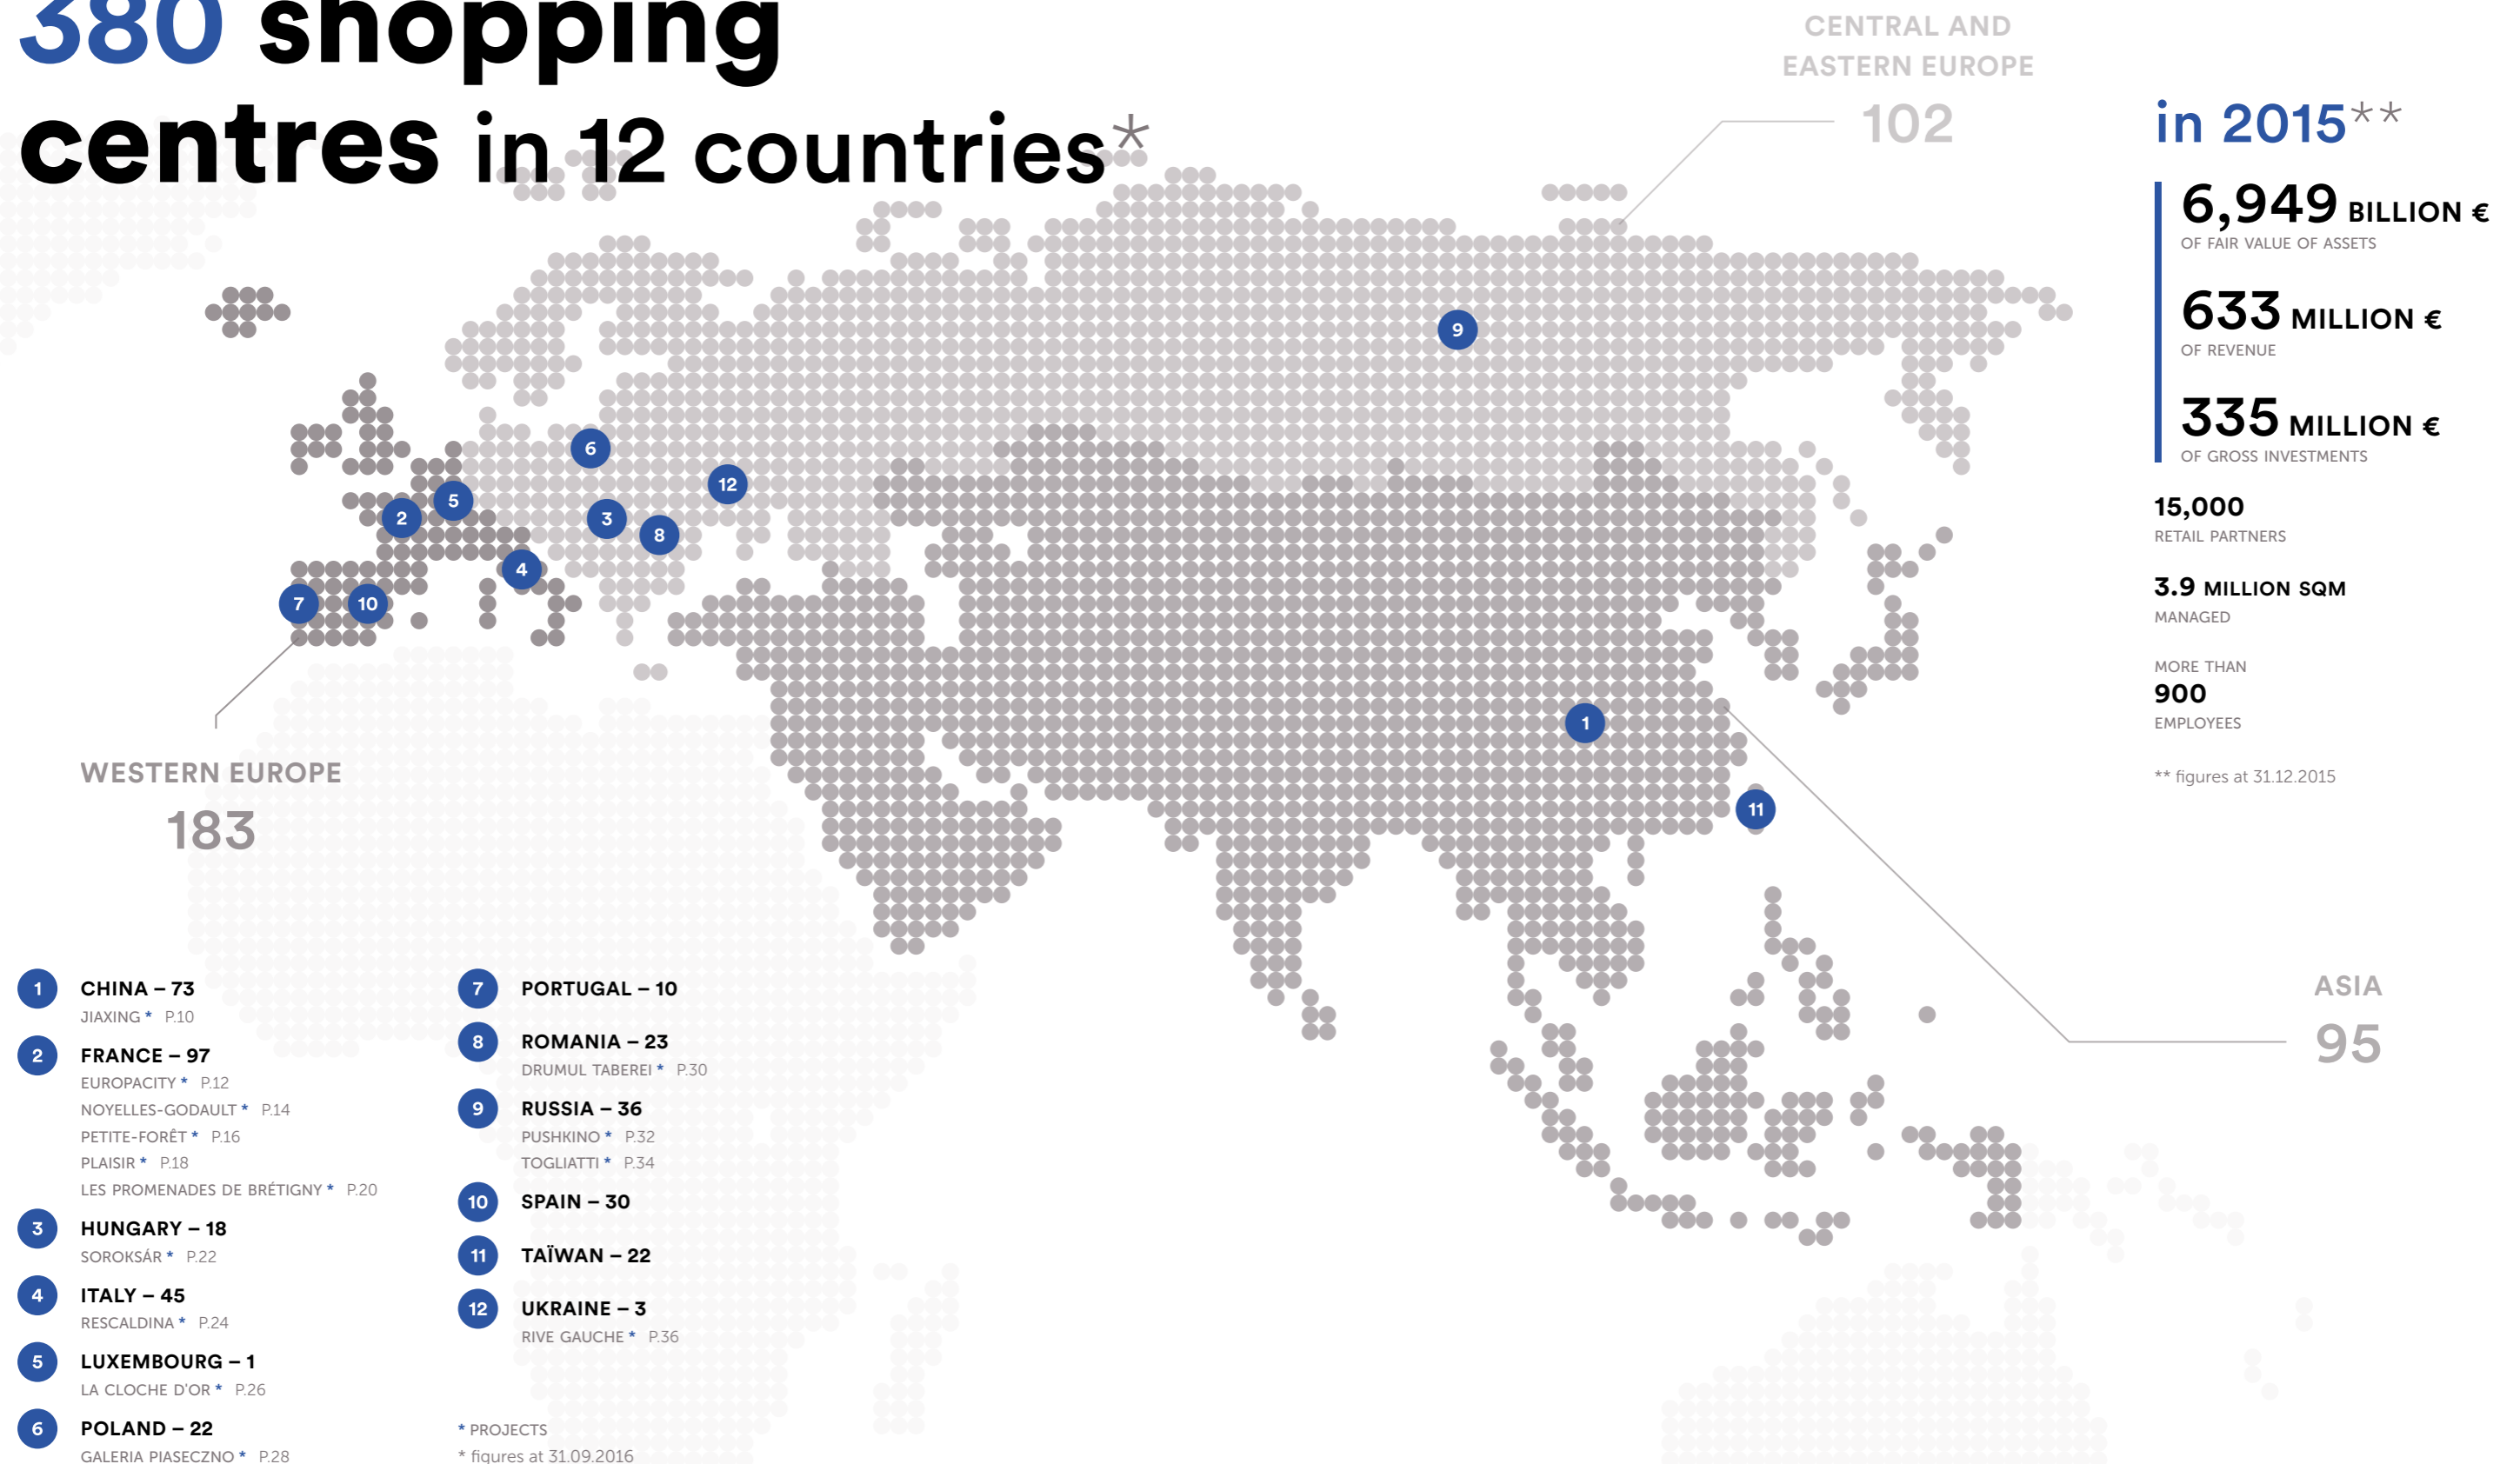 380 shopping
centres in 12 countries*
CENTRAL AND
EASTERN EUROPE
102
in 2015**
6,949 BILLION €
OF FAIR VALUE OF ASSETS
633 MILLION €
OF REVENUE
335 MILLION €
OF GROSS INVESTMENTS
15,000
RETAIL PARTNERS
3.9 MILLION SQM
MANAGED
MORE THAN
900
EMPLOYEES
** figures at 31.12.2015
9
6
12
5
2
3
8
4
7
10
1
11
WESTERN EUROPE
183
ASIA
95
1 CHINA – 73
JIAXING * P.10
2 FRANCE – 97
EUROPACITY * P.12
NOYELLES-GODAULT * P.14
PETITE-FORÊT * P.16
PLAISIR * P.18
LES PROMENADES DE BRÉTIGNY * P.20
3 HUNGARY – 18
SOROKSÁR * P.22
4 ITALY – 45
RESCALDINA * P.24
5 LUXEMBOURG – 1
LA CLOCHE D'OR * P.26
6 POLAND – 22
GALERIA PIASECZNO * P.28
7 PORTUGAL – 10
8 ROMANIA – 23
DRUMUL TABEREI * P.30
9 RUSSIA – 36
PUSHKINO * P.32
TOGLIATTI * P.34
10 SPAIN – 30
11 TAÏWAN – 22
12 UKRAINE – 3
RIVE GAUCHE * P.36
* PROJECTS
* figures at 31.09.2016